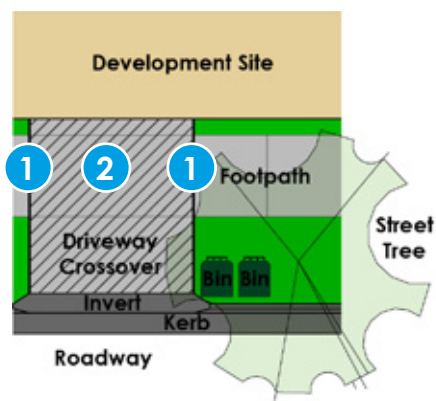 Development Site
1
2
1
Footpath
Street
Tree
Driveway
Crossover
Bin
Bin
Invert
Kerb
Roadway